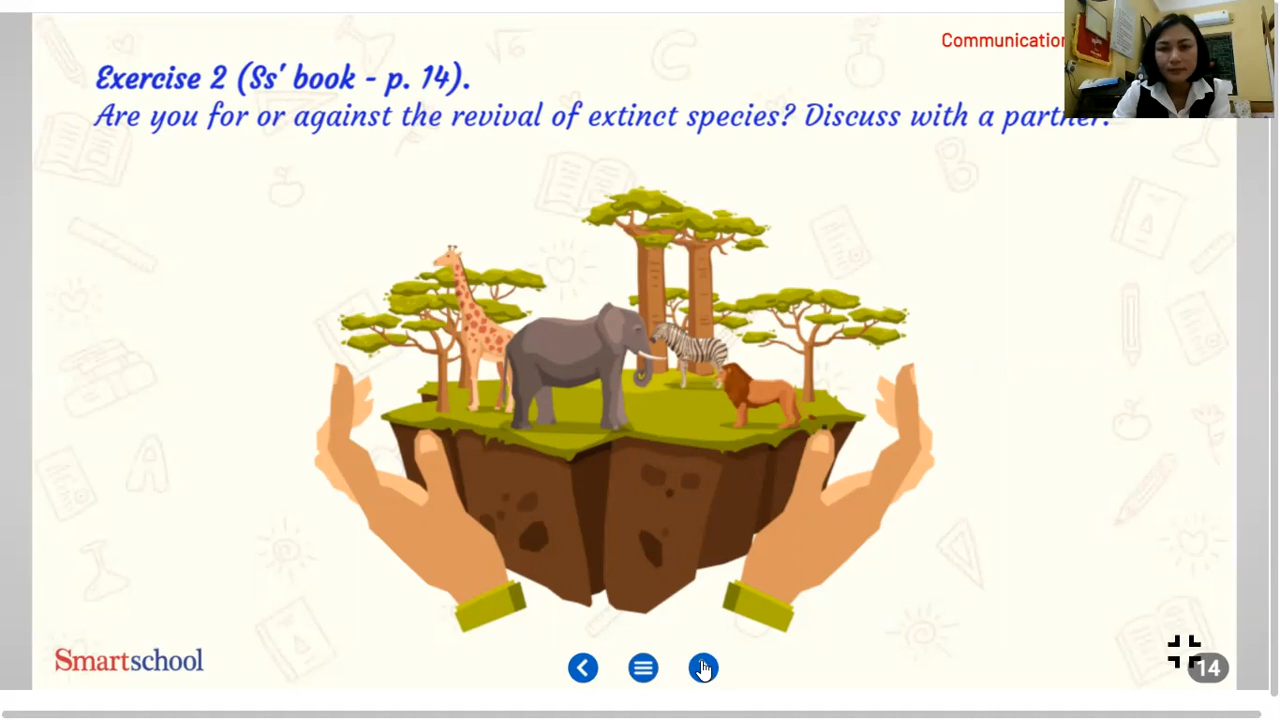 Communication
Exercise 2 (Ss' book - p. 14).
Are you for or against the revival of extinct species? Discuss with a partner.
Smartschool
14